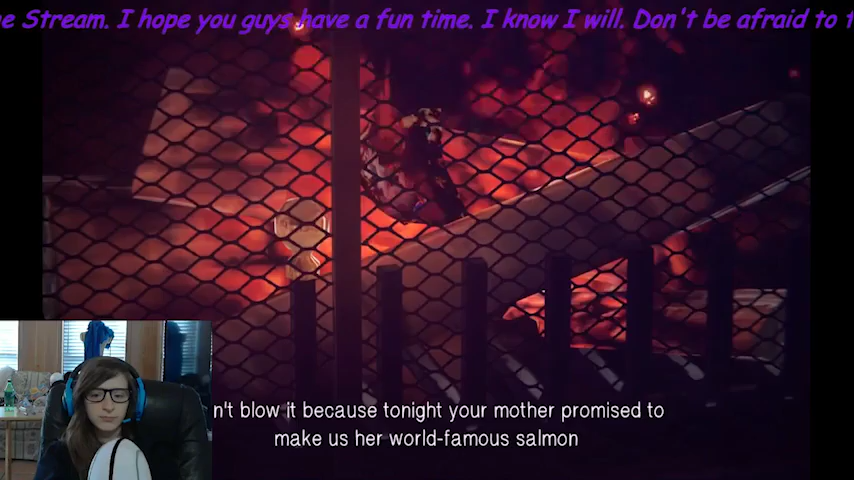 e Stream. I hope you guys have a fun time. I know I will. Don't be afraid to f
n't blow it because tonight your mother promised to
make us her world-famous salmon